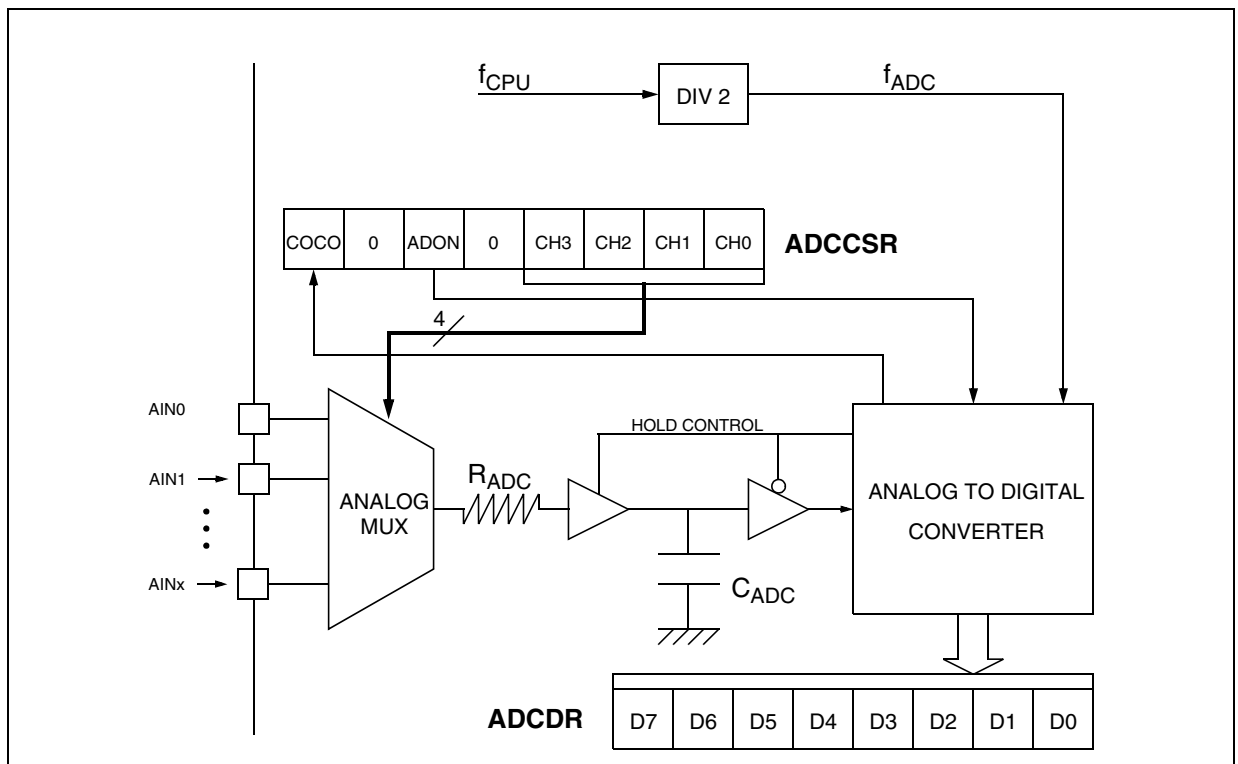 fCPU
DIV 2
fADC
COCO 0 ADON 0 CH3 CH2 CH1 CH0
ADCCSR
4
AIN0
HOLD CONTROL
AIN1
RADC
ANALOG
MUX
ANALOG TO DIGITAL
CONVERTER
AINx
CADC
ADCDR
D7 D6 D5 D4 D3 D2 D1 D0